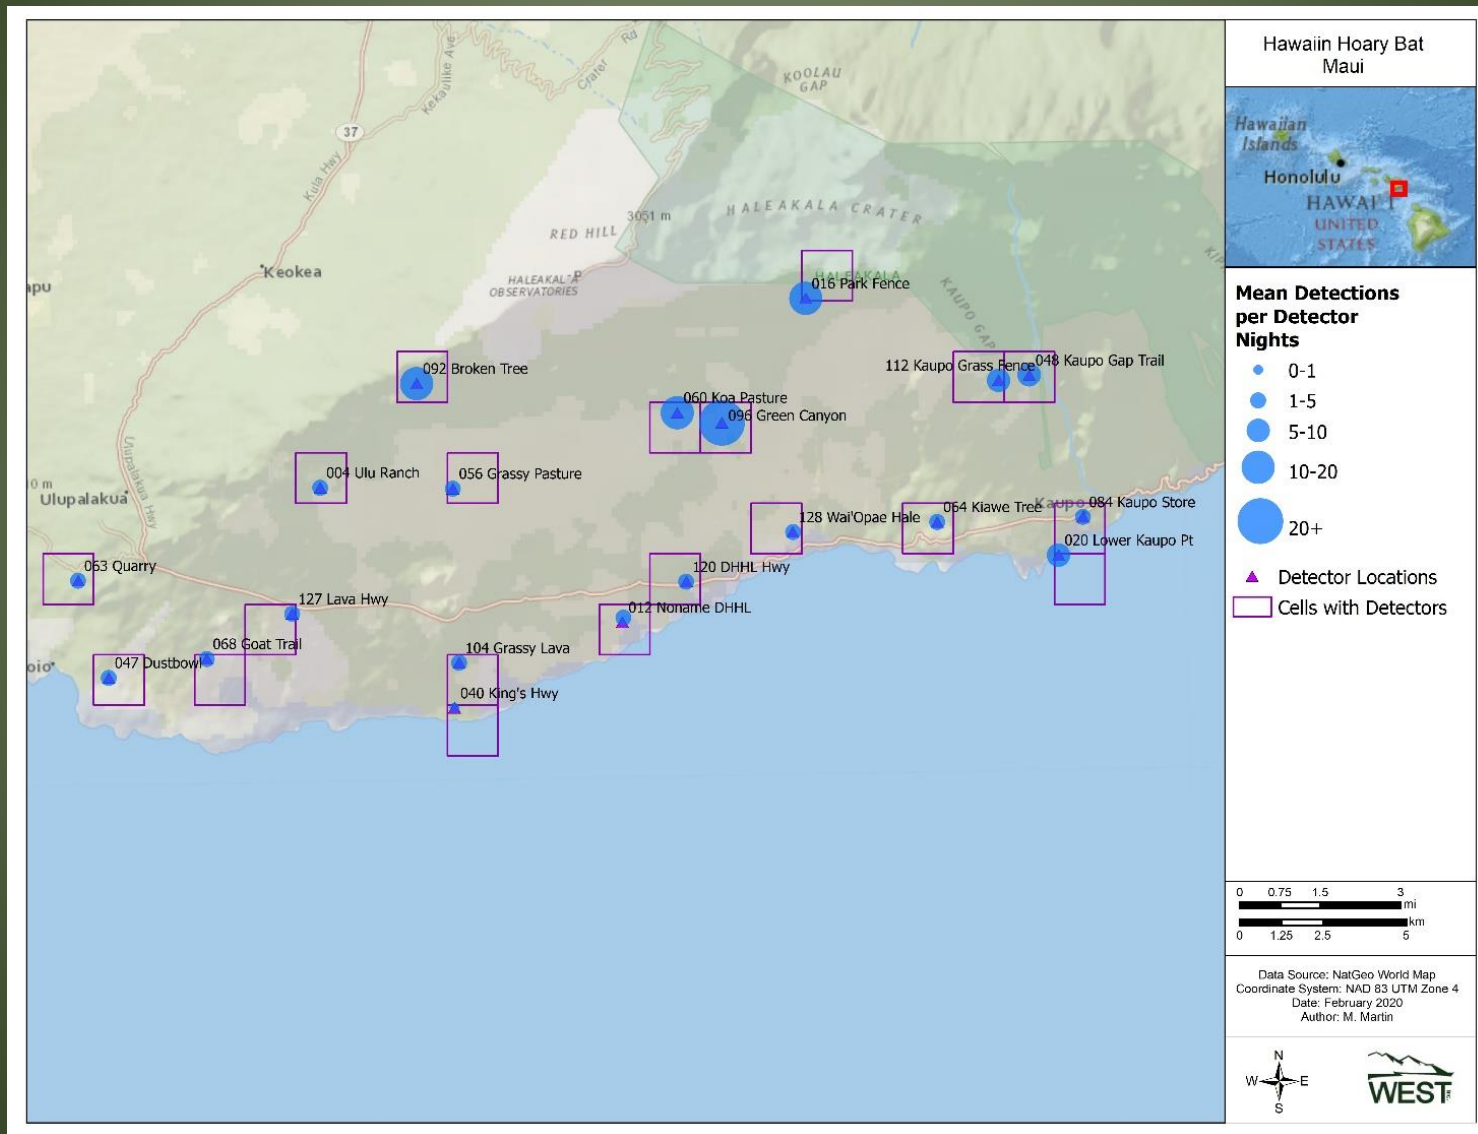 Hawaiin Hoary Bat
Maui
Hawaiian
Islands
Honolulu
HAWAI'I
UNITED
STATES
Mean Detections
per Detector
Nights
0-1
1-5
5-10
10-20
20+
Detector Locations
Cells with Detectors
0 0.75 1.5 3
mi
km
0 1.25 2.5 5
Data Source: NatGeo World Map
Coordinate System: NAD 83 UTM Zone 4
Date: February 2020
Author: M. Martin
N
W E
S
WEST
Rd
Crater
Kekaulike Ave
37
Kula Hwy
KOOLAU
GAP
HALEAKALA CRATER
3051 m
RED HILL
Keokea
HALEAKALA
OBSERVATORIES
HALEAKALA
016 Park Fence
KAUPO GAP
092 Broken Tree
112 Kaupo Grass Fence
048 Kaupo Gap Trail
060 Koa Pasture
096 Green Canyon
004 Ulu Ranch
056 Grassy Pasture
Ulupalakua
Ulupalakua Hwy
128 Wai'Opae Hale
064 Kiawe Tree
Kaupo
084 Kaupo Store
020 Lower Kaupo Pt
063 Quarry
120 DHHL Hwy
127 Lava Hwy
012 Noname DHHL
068 Goat Trail
047 Dustbowl
104 Grassy Lava
040 King's Hwy